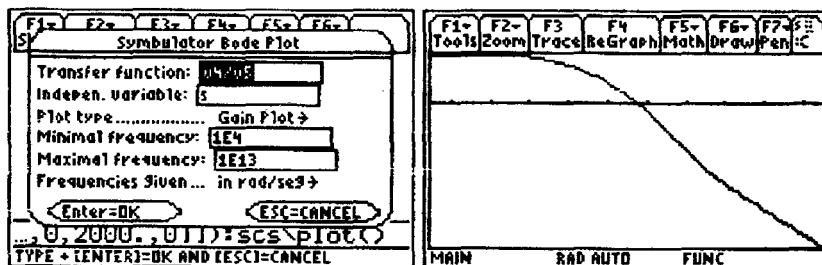 F1▾ F2▾ F3▾ F4▾ F5▾ F6▾
Symbulator Bode Plot
Transfer function:
Indepen. variable: s
Plot type................. Gain Plot→
Minimal frequency: 1E4
Maximal frequency: 1E13
Frequencies given ... in rad/seg→
Enter=OK ESC=CANCEL
...,0,2000.,0]]):scs\plot()
TYPE + [ENTER]=OK AND [ESC]=CANCEL
F1▾ F2▾ F3 F4 F5▾ F6▾ F7▾
Tools Zoom Trace ReGraph Math Draw Pen :C
MAIN RAD AUTO FUNC